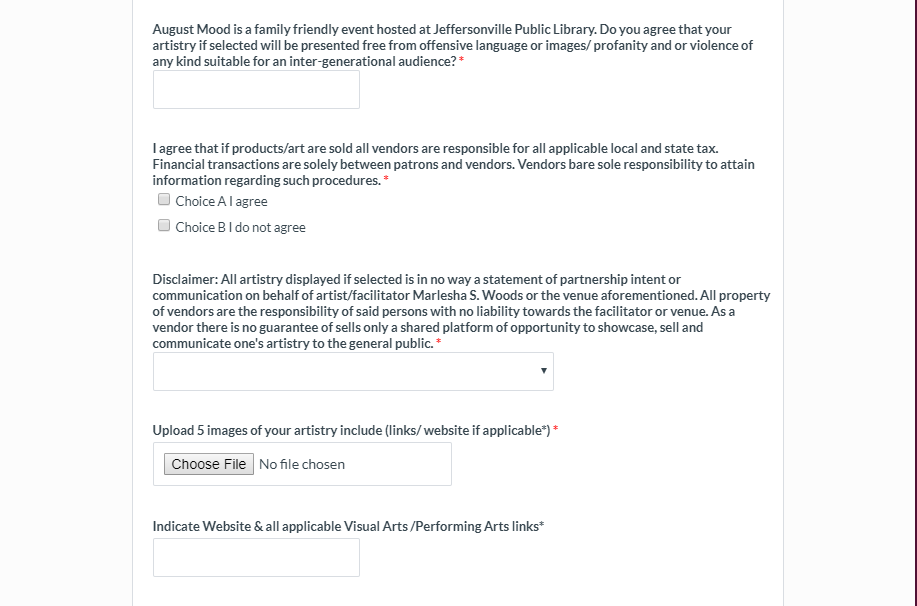 August Mood is a family friendly event hosted at Jeffersonville Public Library. Do you agree that your
artistry if selected will be presented free from offensive language or images/ profanity and or violence of
any kind suitable for an inter-generational audience? *
I agree that if products/art are sold all vendors are responsible for all applicable local and state tax.
Financial transactions are solely between patrons and vendors. Vendors bare sole responsibility to attain
information regarding such procedures. *
Choice A I agree
Choice B I do not agree
Disclaimer: All artistry displayed if selected is in no way a statement of partnership intent or
communication on behalf of artist/facilitator Marlesha S. Woods or the venue aforementioned. All property
of vendors are the responsibility of said persons with no liability towards the facilitator or venue. As a
vendor there is no guarantee of sells only a shared platform of opportunity to showcase, sell and
communicate one's artistry to the general public. *
Upload 5 images of your artistry include (links/ website if applicable*) *
Choose File No file chosen
Indicate Website & all applicable Visual Arts /Performing Arts links*